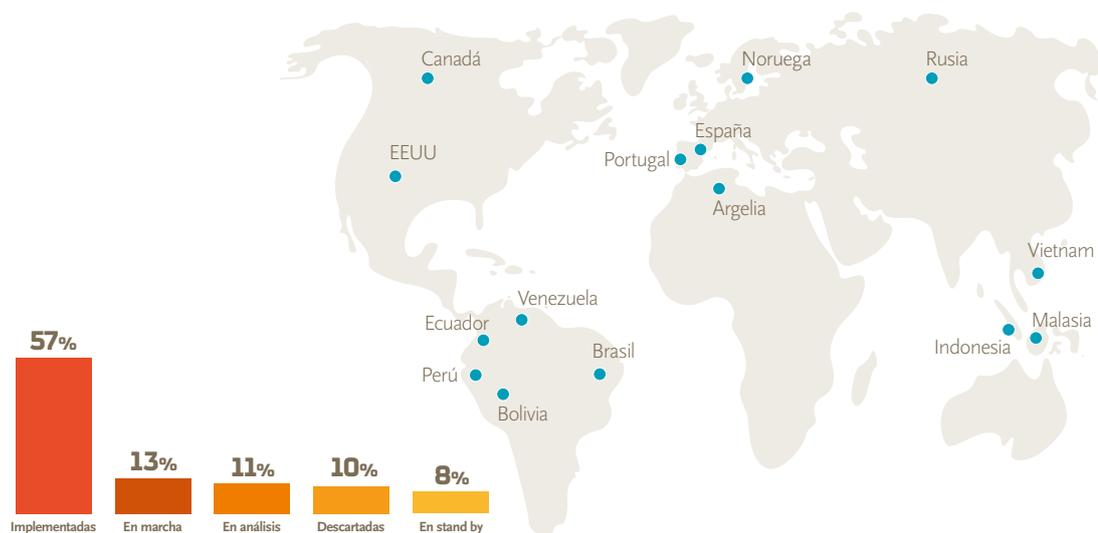 Canadá
Noruega
Rusia
España
EEUU
Portugal
Argelia
Vietnam
Venezuela
Ecuador
Malasia
Indonesia
Brasil
Perú
Bolivia
57%
13%
11%
10%
8%
Implementadas
En marcha
En análisis
Descartadas
En stand by